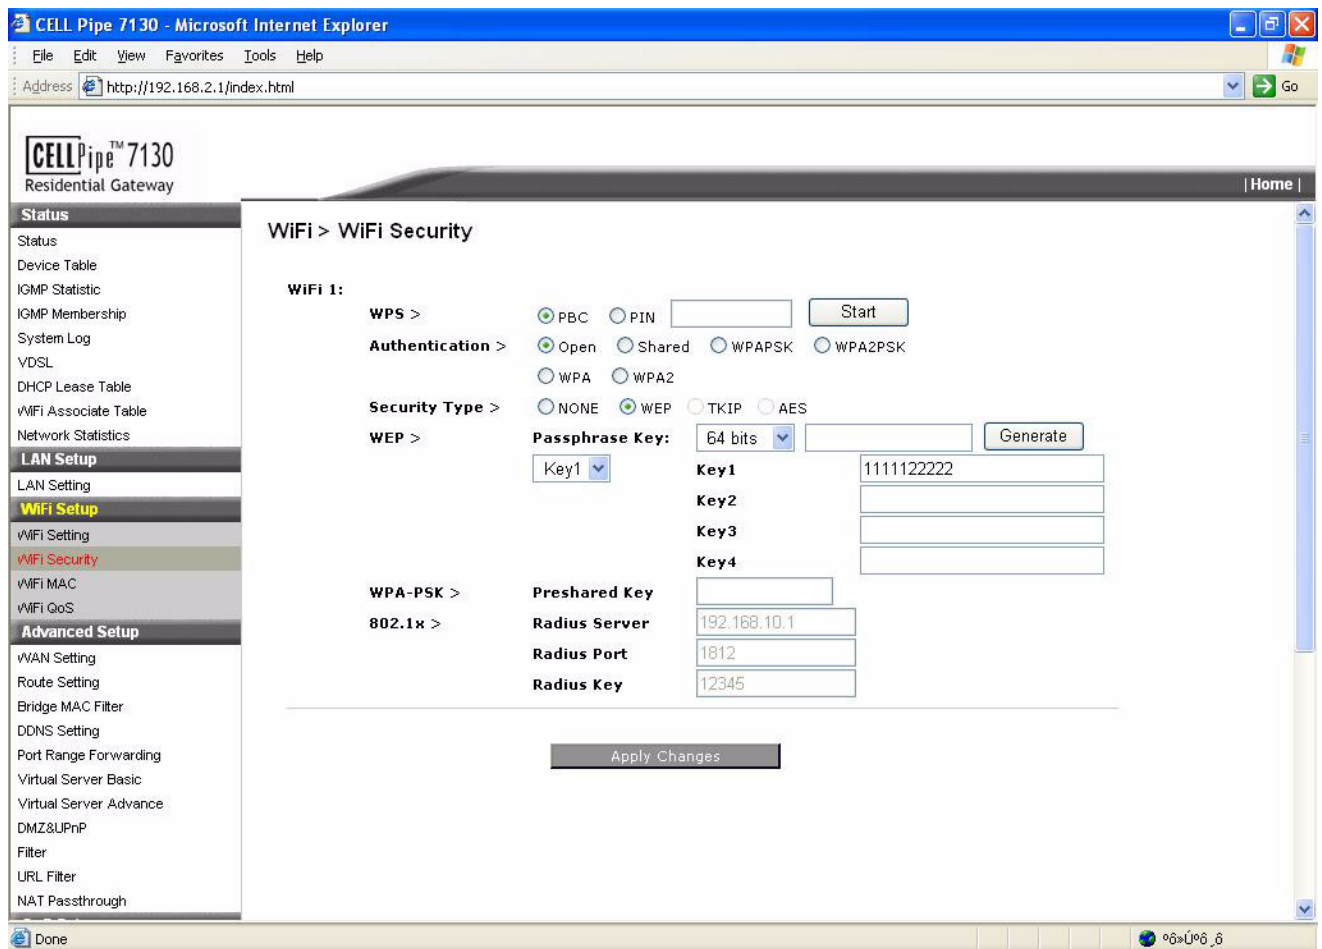 CELL Pipe 7130 - Microsoft Internet Explorer
File Edit View Favorites Tools Help
Address http://192.168.2.1/index.html Go
CELLPipe™ 7130
Residential Gateway
| Home |
Status
Status
Device Table
IGMP Statistic
IGMP Membership
System Log
VDSL
DHCP Lease Table
WiFi Associate Table
Network Statistics
LAN Setup
LAN Setting
WiFi Setup
WiFi Setting
WiFi Security
WiFi MAC
WiFi QoS
Advanced Setup
WAN Setting
Route Setting
Bridge MAC Filter
DDNS Setting
Port Range Forwarding
Virtual Server Basic
Virtual Server Advance
DMZ&UPnP
Filter
URL Filter
NAT Passthrough
WiFi > WiFi Security
WiFi 1:
WPS > PBC PIN Start
Authentication > Open Shared WPAPSK WPA2PSK
WPA WPA2
Security Type > NONE WEP TKIP AES
WEP > Passphrase Key: 64 bits Generate
Key1 Key1 1111122222
Key2
Key3
Key4
WPA-PSK > Preshared Key
802.1x > Radius Server 192.168.10.1
Radius Port 1812
Radius Key 12345
Apply Changes
Done